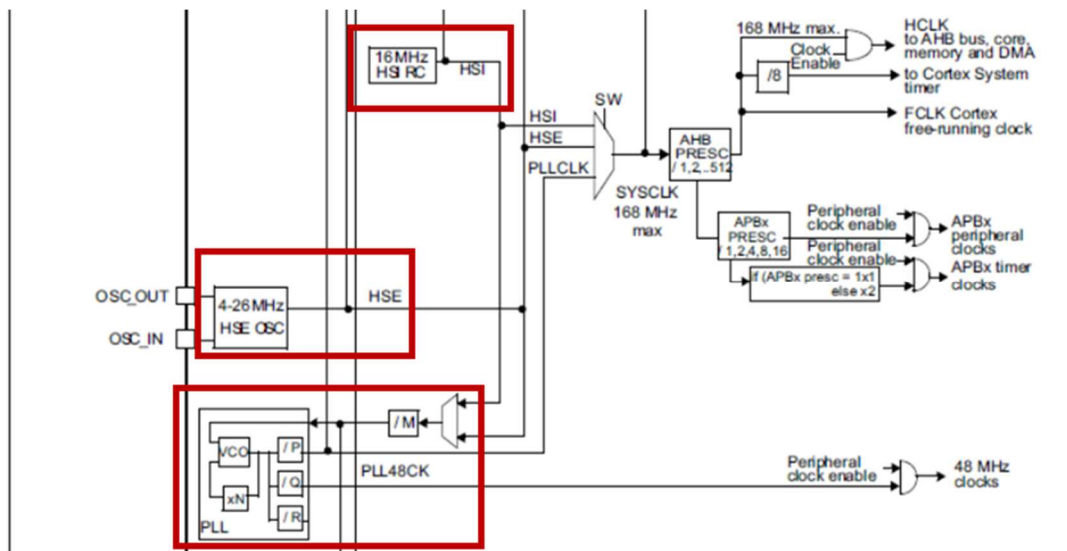 16MHz
HSI RC
HSI
168 MHz max.
Clock
Enable
HCLK
to AHB bus, core,
memory and DMA
/8
to Cortex System
timer
FCLK Cortex
free-running clock
SW
HSI
HSE
PLLCLK
SYSCLK
168 MHz
max
AHB
PRESC
/ 1,2,..512
APBx
PRESC
/ 1,2,4,8,16
Peripheral
clock enable
APBx
peripheral
clocks
Peripheral
clock enable
if (APBx presc = 1x1
else x2
APBx timer
clocks
OSC_OUT
OSC_IN
4-26 MHz
HSE OSC
HSE
/ M
VCO
xN
/ P
/ Q
/ R
PLL
PLL48CK
Peripheral
clock enable
48 MHz
clocks